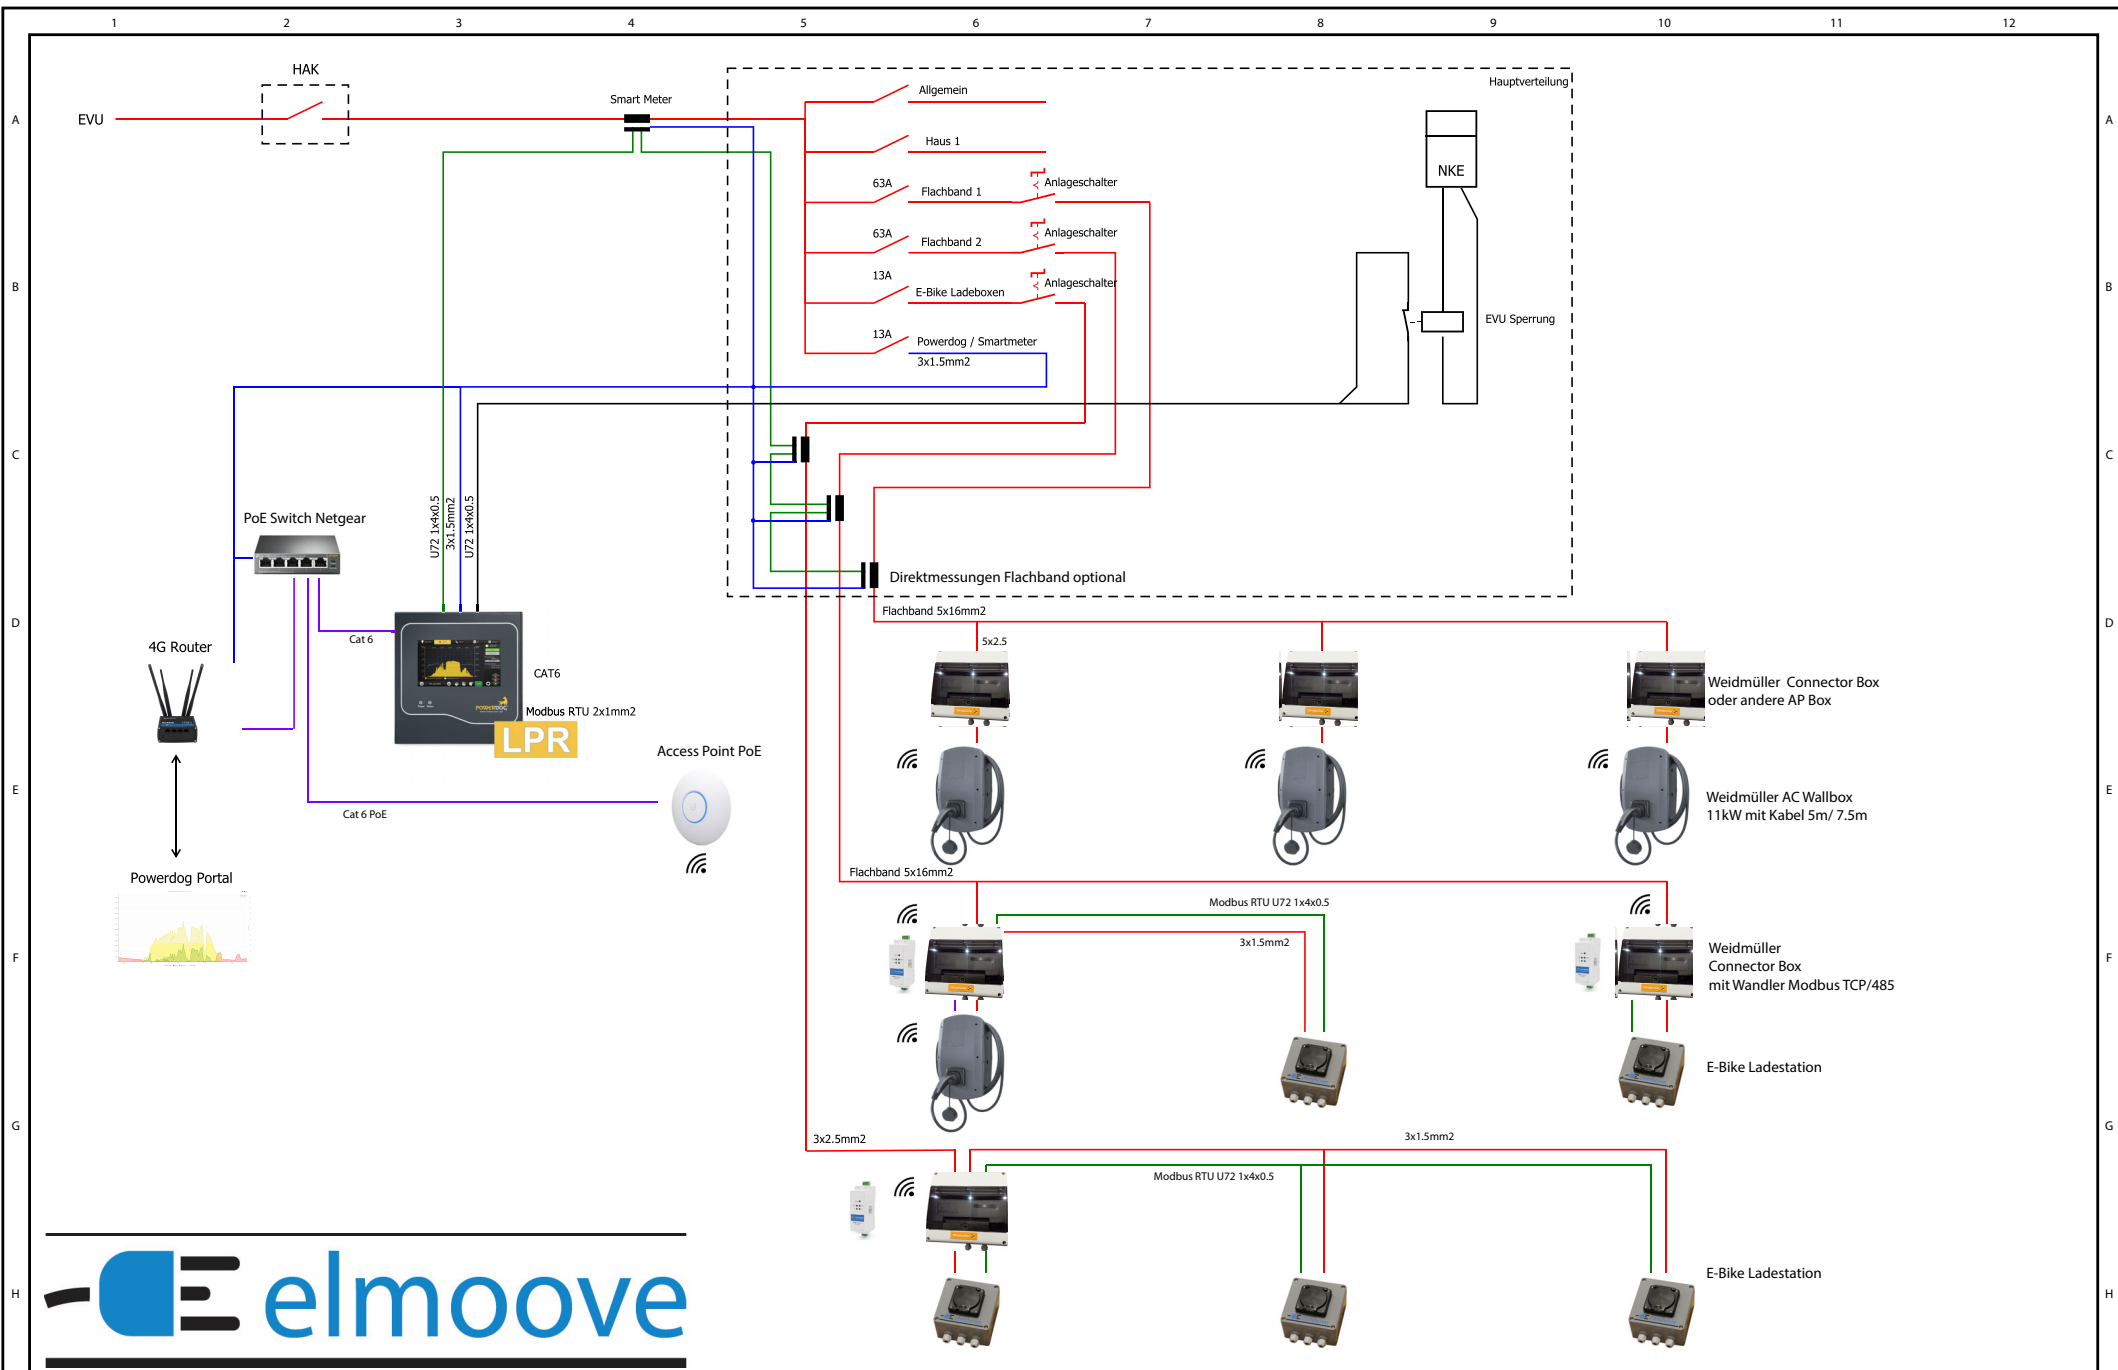 1 2 3 4 5 6 7 8 9 10 11 12
HAK
Hauptverteilung
Allgemein
Smart Meter
A
EVU
A
Haus 1
NKE
63A
Flachband 1
Anlageschalter
63A
Flachband 2
Anlageschalter
13A
B
E-Bike Ladeboxen
Anlageschalter
B
EVU Sperrung
13A
Powerdog / Smartmeter
3x1.5mm2
C
C
U72 1x4x0.5
3x1.5mm2
U72 1x4x0.5
PoE Switch Netgear
Direktmessungen Flachband optional
Flachband 5x16mm2
D
D
Cat 6
5x2.5
4G Router
CAT6
Weidmüller Connector Box
oder andere AP Box
POWERDOG
Modbus RTU 2x1mm2
LPR
Access Point PoE
E
E
Weidmüller AC Wallbox
11kW mit Kabel 5m/ 7.5m
Cat 6 PoE
Powerdog Portal
Flachband 5x16mm2
Modbus RTU U72 1x4x0.5
3x1.5mm2
F
F
Weidmüller
Connector Box
mit Wandler Modbus TCP/485
E-Bike Ladestation
G
G
3x2.5mm2
3x1.5mm2
Modbus RTU U72 1x4x0.5
E-Bike Ladestation
H
H
elmoove